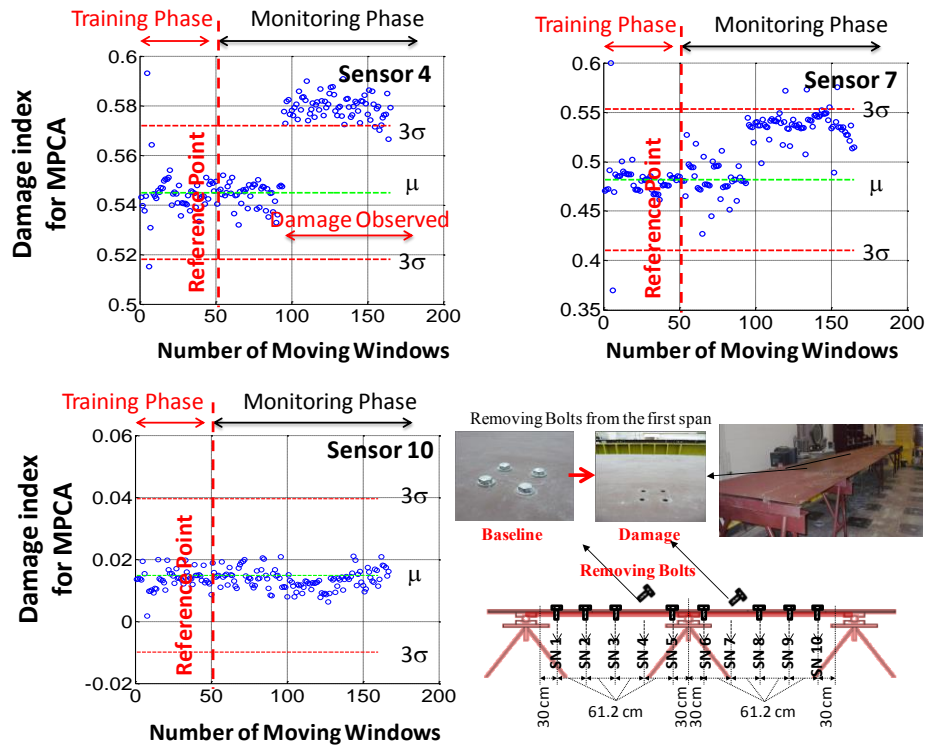 Training Phase
Monitoring Phase
0.6
0.58
0.56
0.54
0.52
0.5
Damage index
for MPCA
Sensor 4
3σ
μ
Damage Observed
3σ
Reference Point
0
50
100
150
200
Number of Moving Windows
Training Phase
Monitoring Phase
0.6
0.55
0.5
0.45
0.4
0.35
Sensor 7
3σ
μ
3σ
Reference Point
0
50
100
150
200
Number of Moving Windows
Training Phase
Monitoring Phase
0.06
0.04
0.02
0
-0.02
Damage index
for MPCA
Sensor 10
3σ
μ
3σ
Reference Point
0
50
100
150
200
Number of Moving Windows
Removing Bolts from the first span
Baseline
Damage
Removing Bolts
SN 1
SN 2
SN 3
SN 4
SN 5
SN 6
SN 7
SN 8
SN 9
SN 10
30 cm
61.2 cm
30 cm
30 cm
61.2 cm
30 cm